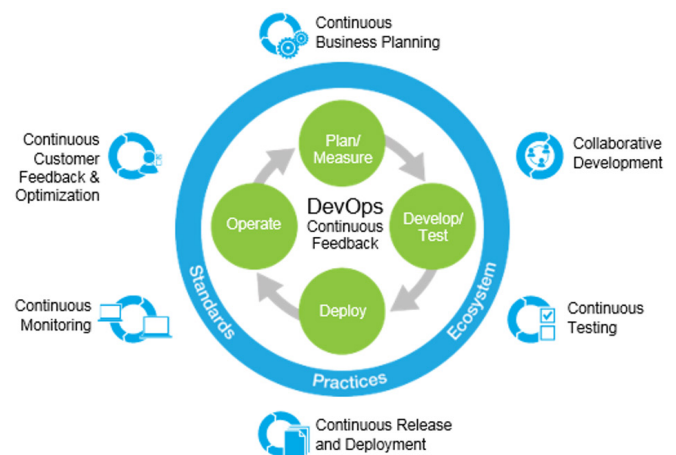 Continuous
Business Planning
Continuous
Customer
Feedback &
Optimization
Collaborative
Development
Plan/
Measure
Operate
DevOps
Continuous
Feedback
Develop/
Test
Deploy
Continuous
Monitoring
Continuous
Testing
Standards
Practices
Ecosystem
Continuous Release
and Deployment